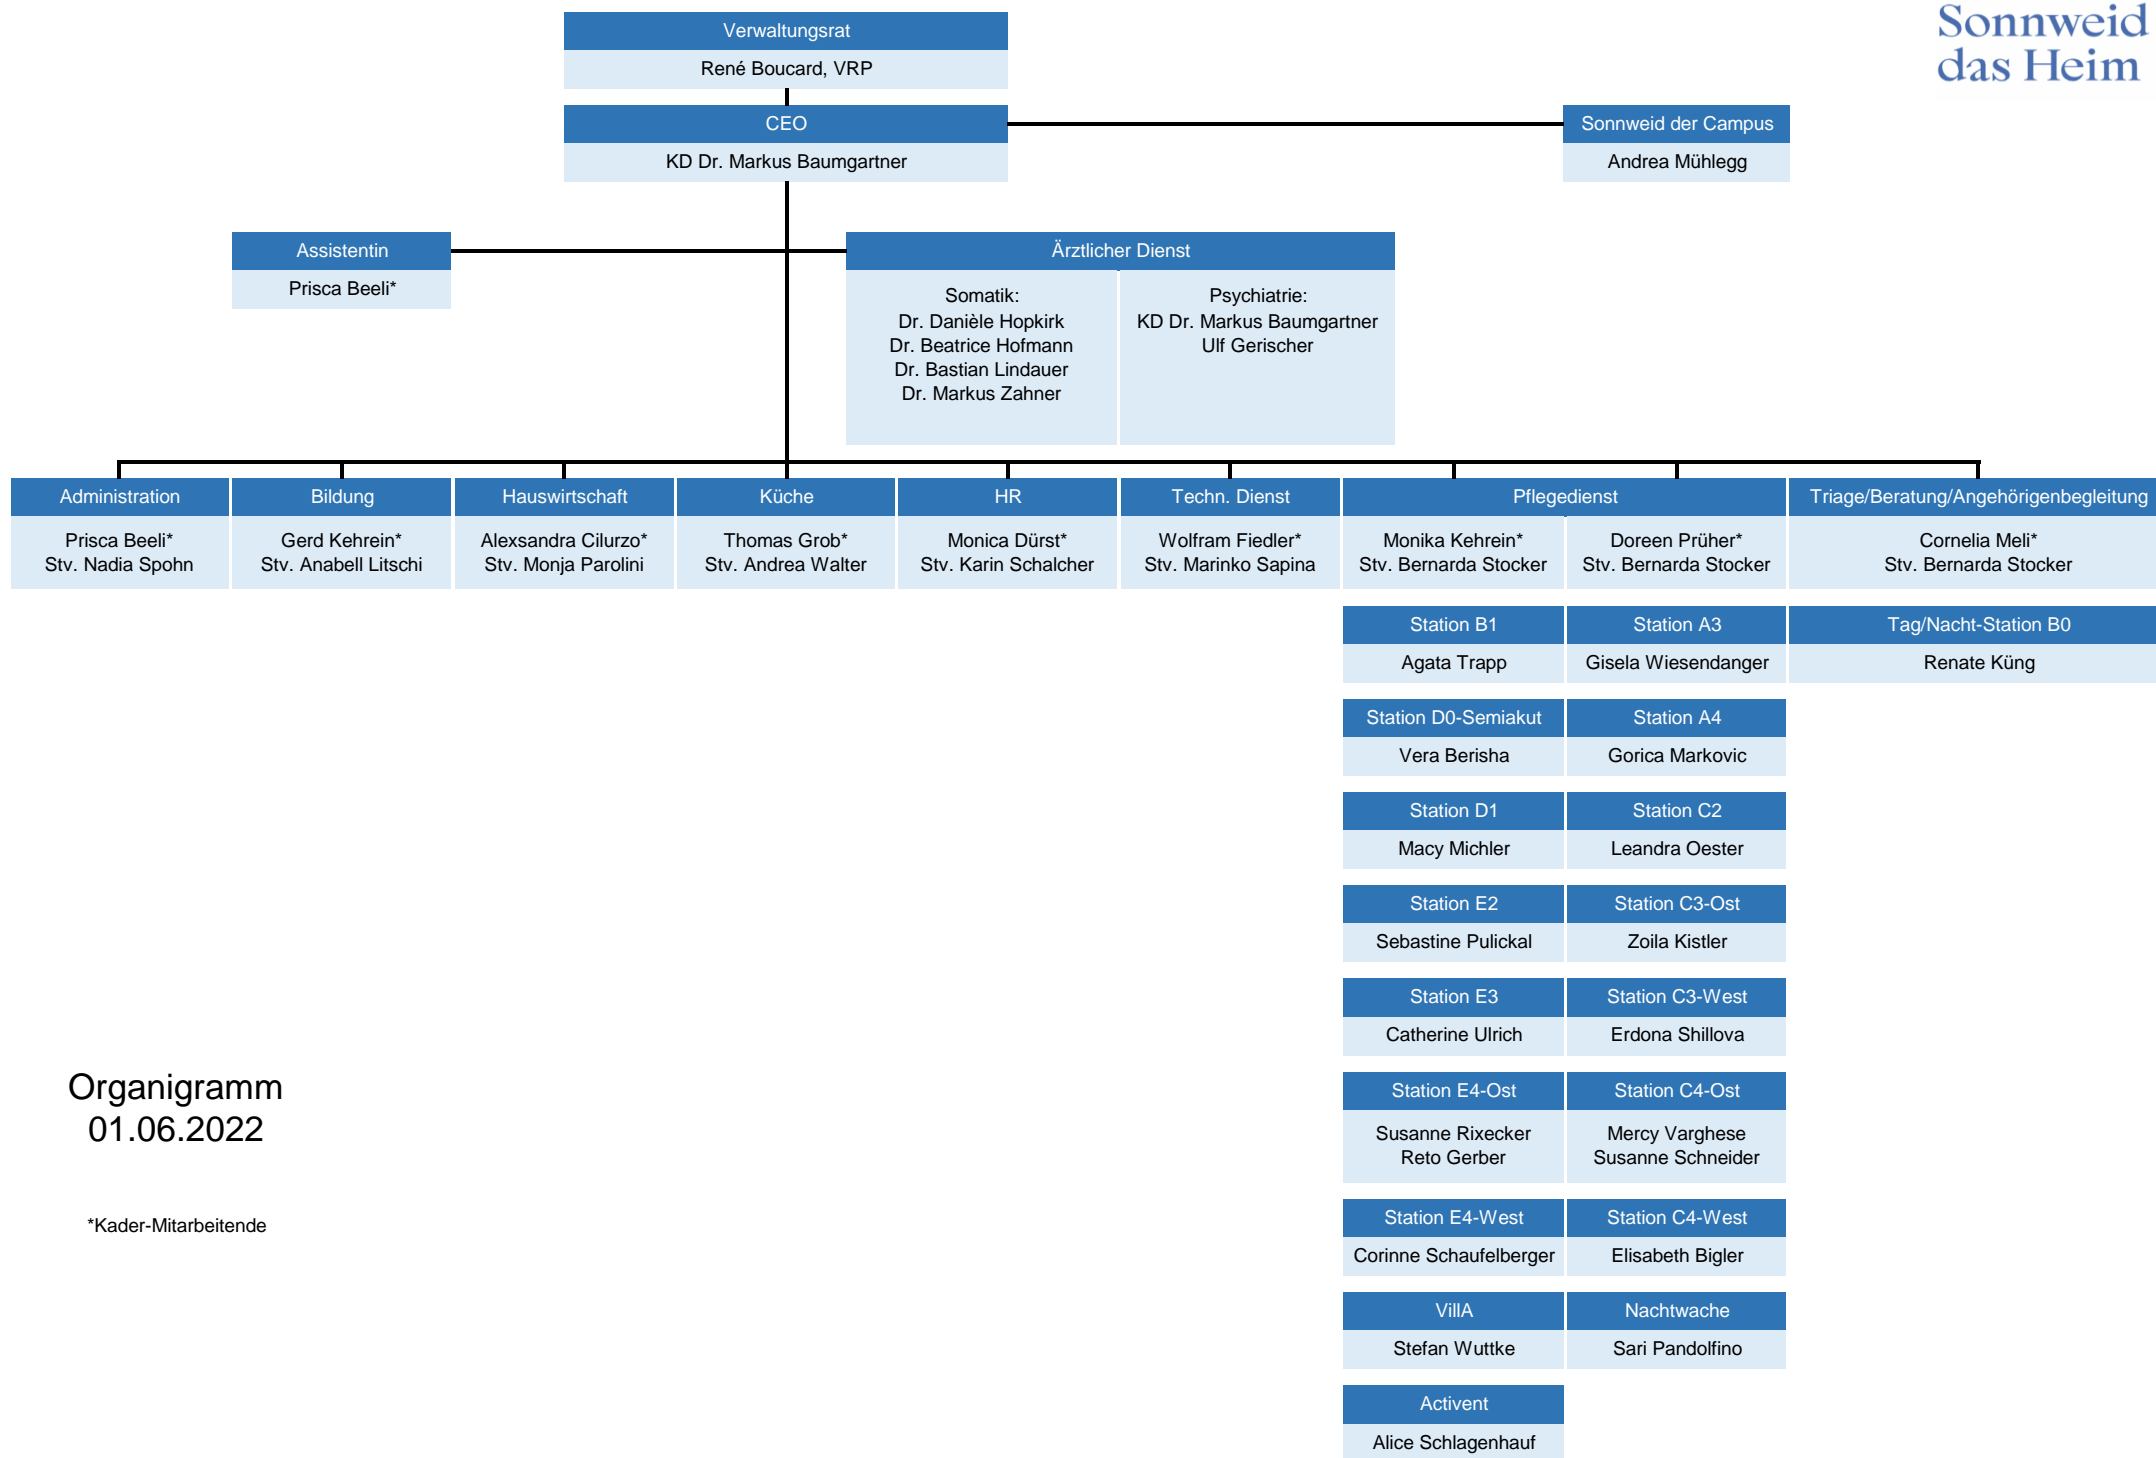 Sonnweid
das Heim
Verwaltungsrat
René Boucard, VRP
CEO
KD Dr. Markus Baumgartner
Sonnweid der Campus
Andrea Mühlegg
Assistentin
Prisca Beeli*
Ärztlicher Dienst
Somatik:
Dr. Danièle Hopkirk
Dr. Beatrice Hofmann
Dr. Bastian Lindauer
Dr. Markus Zahner
Psychiatrie:
KD Dr. Markus Baumgartner
Ulf Gerischer
Administration
Prisca Beeli*
Stv. Nadia Spohn
Bildung
Gerd Kehrein*
Stv. Anabell Litschi
Hauswirtschaft
Alexsandra Cilurzo*
Stv. Monja Parolini
Küche
Thomas Grob*
Stv. Andrea Walter
HR
Monica Dürst*
Stv. Karin Schalcher
Techn. Dienst
Wolfram Fiedler*
Stv. Marinko Sapina
Pflegedienst
Monika Kehrein*
Stv. Bernarda Stocker
Doreen Prüher*
Stv. Bernarda Stocker
Triage/Beratung/Angehörigenbegleitung
Cornelia Meli*
Stv. Bernarda Stocker
Station B1
Agata Trapp
Station A3
Gisela Wiesendanger
Tag/Nacht-Station B0
Renate Küng
Station D0-Semiakut
Vera Berisha
Station A4
Gorica Markovic
Station D1
Macy Michler
Station C2
Leandra Oester
Station E2
Sebastine Pulickal
Station C3-Ost
Zoila Kistler
Station E3
Catherine Ulrich
Station C3-West
Erdona Shillova
Station E4-Ost
Susanne Rixecker
Reto Gerber
Station C4-Ost
Mercy Varghese
Susanne Schneider
Station E4-West
Corinne Schaufelberger
Station C4-West
Elisabeth Bigler
VillA
Stefan Wuttke
Nachtwache
Sari Pandolfino
Activent
Alice Schlagenhauf
Organigramm
01.06.2022
*Kader-Mitarbeitende